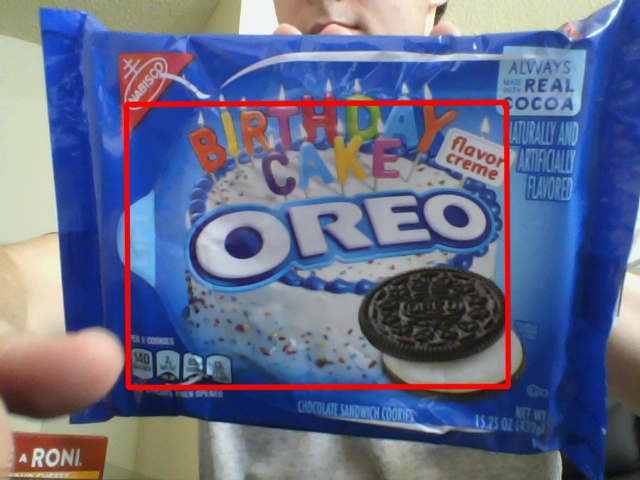 NABISCO
ALWAYS
MADE WITH REAL
COCOA
NATURALLY AND
ARTIFICIALLY
FLAVORED
BIRTHDAY
CAKE
flavor
creme
OREO
OREO
140
CHOCOLATE SANDWICH COOKIES
NET WT
15.25 OZ (432g)
A RONI